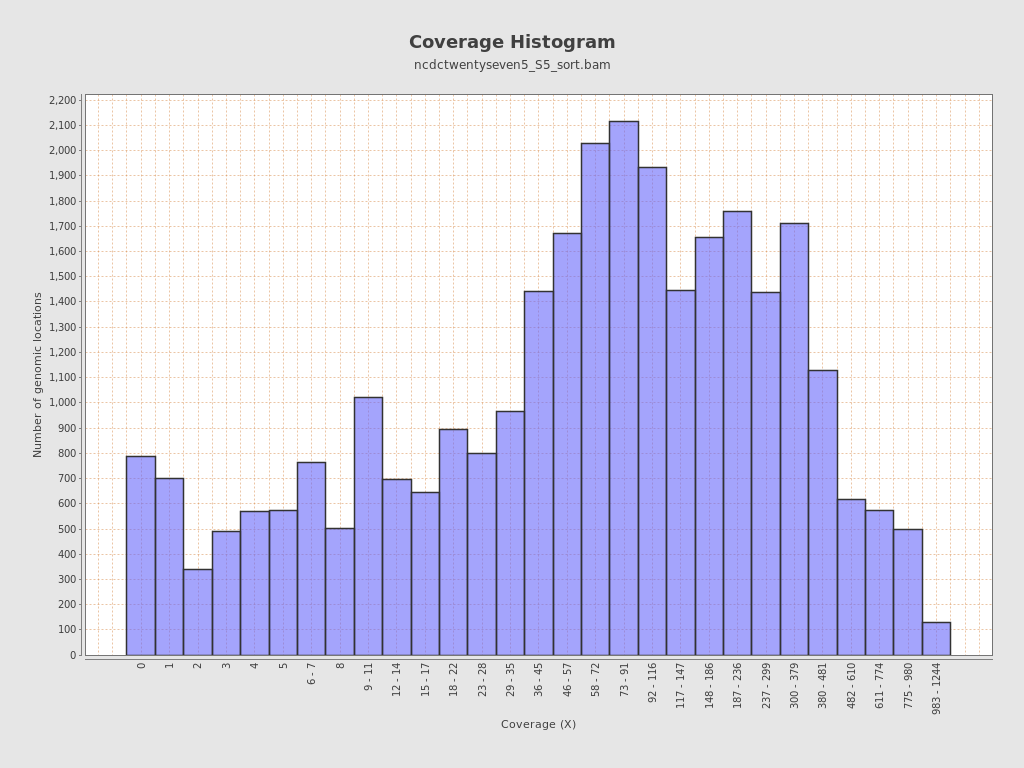 Coverage Histogram
ncdctwentyseven5_S5_sort.bam
Number of genomic locations
2,200
2,100
2,000
1,900
1,800
1,700
1,600
1,500
1,400
1,300
1,200
1,100
1,000
900
800
700
600
500
400
300
200
100
0
0
1
2
3
4
5
6 - 7
8
9 - 11
12 - 14
15 - 17
18 - 22
23 - 28
29 - 35
36 - 45
46 - 57
58 - 72
73 - 91
92 - 116
117 - 147
148 - 186
187 - 236
237 - 299
300 - 379
380 - 481
482 - 610
611 - 774
775 - 980
983 - 1244
Coverage (X)